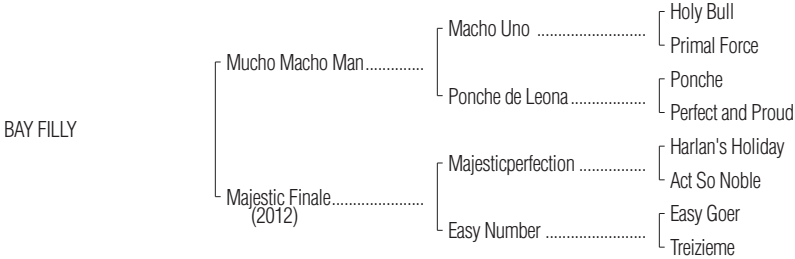 Holy Bull
Macho Uno ..........................
Primal Force
Mucho Macho Man..............
Ponche
Ponche de Leona..................
Perfect and Proud
BAY FILLY
Harlan's Holiday
Majesticperfection ................
Act So Noble
Majestic Finale......................
(2012)
Easy Goer
Easy Number ........................
Treizieme